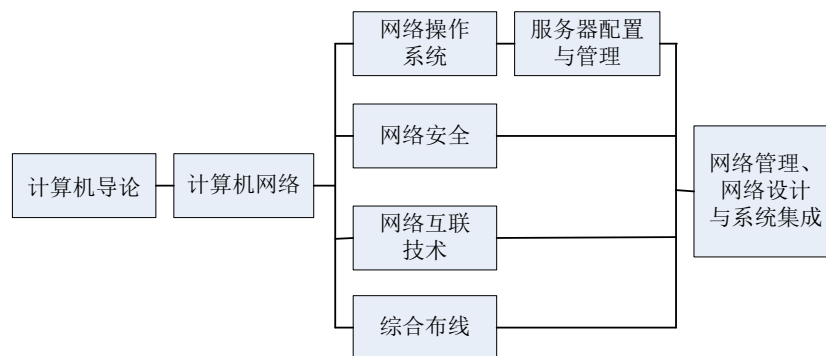 网络操作
系统
服务器配置
与管理
网络安全
计算机导论
计算机网络
网络管理、
网络设计
与系统集成
网络互联
技术
综合布线